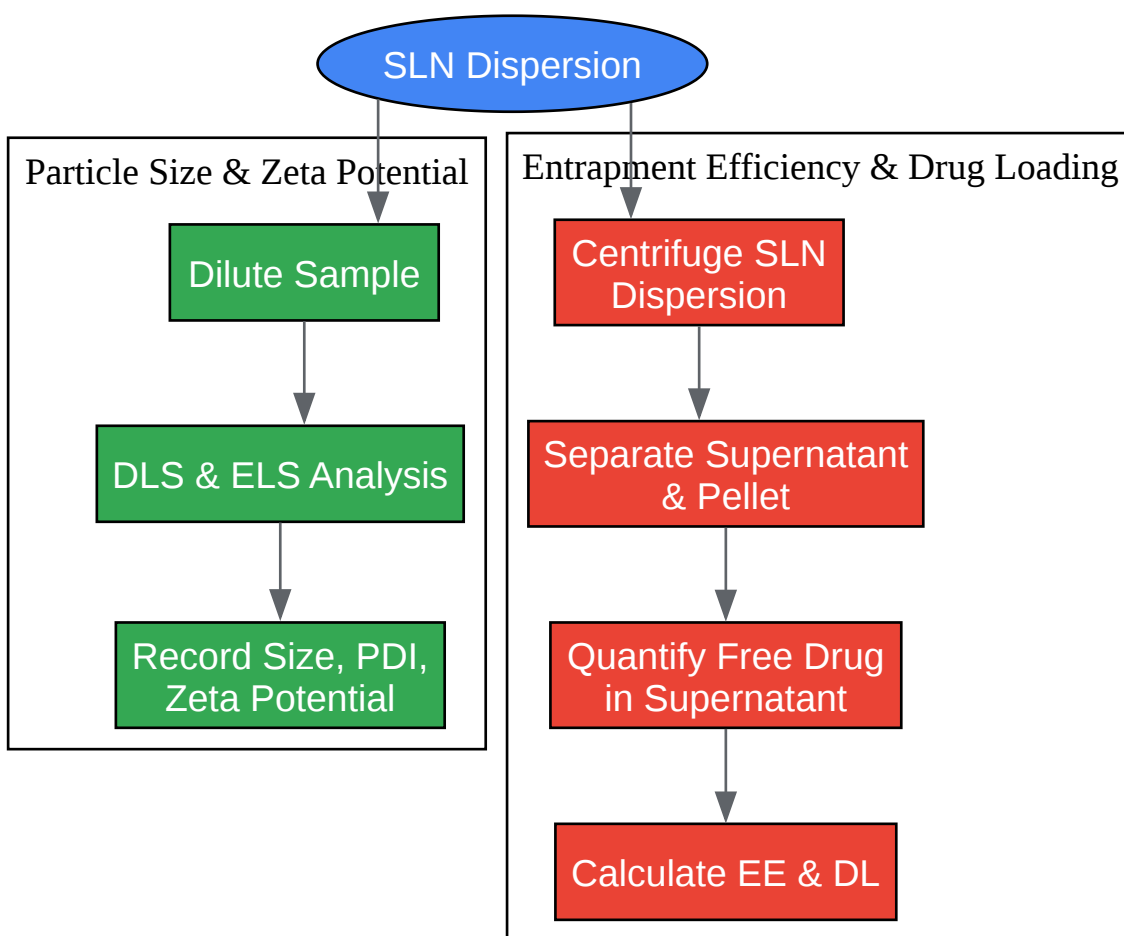 SLN Dispersion
Particle Size & Zeta Potential
Dilute Sample
DLS & ELS Analysis
Record Size, PDI,
Zeta Potential
Entrapment Efficiency & Drug Loading
Centrifuge SLN
Dispersion
Separate Supernatant
& Pellet
Quantify Free Drug
in Supernatant
Calculate EE & DL